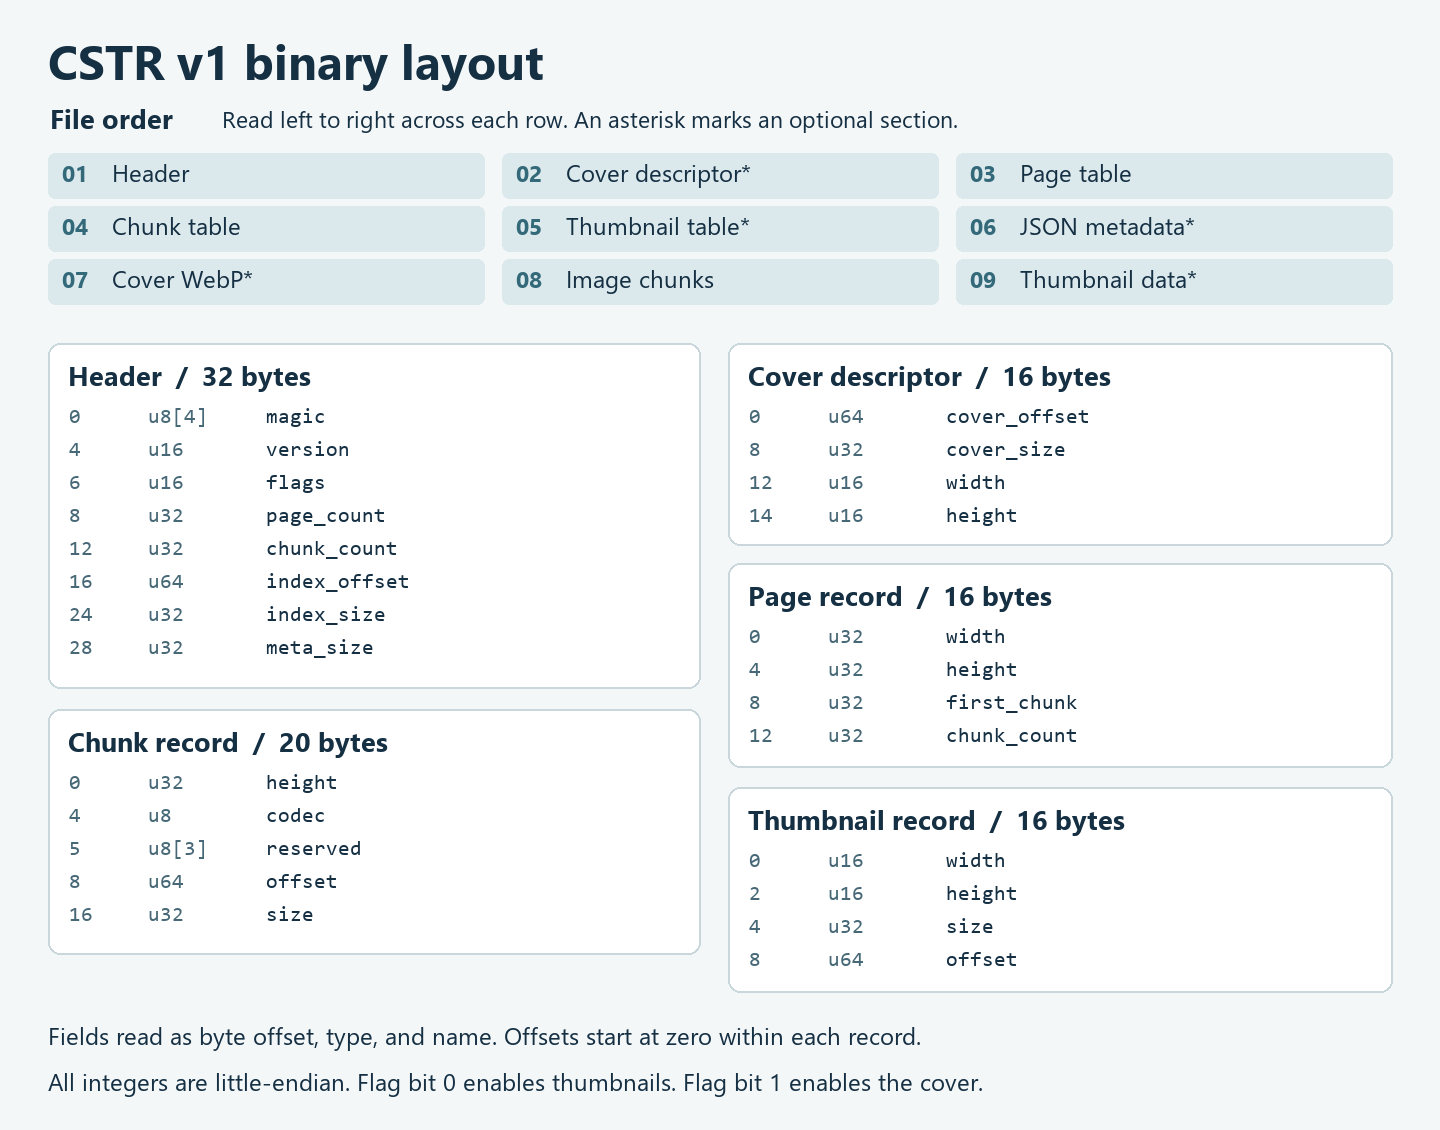 CSTR v1 binary layout
File order Read left to right across each row. An asterisk marks an optional section.
01 Header 02 Cover descriptor* 03 Page table
04 Chunk table 05 Thumbnail table* 06 JSON metadata*
07 Cover WebP* 08 Image chunks 09 Thumbnail data*
Header / 32 bytes
0 u8[4] magic
4 u16 version
6 u16 flags
8 u32 page_count
12 u32 chunk_count
16 u64 index_offset
24 u32 index_size
28 u32 meta_size
Chunk record / 20 bytes
0 u32 height
4 u8 codec
5 u8[3] reserved
8 u64 offset
16 u32 size
Cover descriptor / 16 bytes
0 u64 cover_offset
8 u32 cover_size
12 u16 width
14 u16 height
Page record / 16 bytes
0 u32 width
4 u32 height
8 u32 first_chunk
12 u32 chunk_count
Thumbnail record / 16 bytes
0 u16 width
2 u16 height
4 u32 size
8 u64 offset
Fields read as byte offset, type, and name. Offsets start at zero within each record.
All integers are little-endian. Flag bit 0 enables thumbnails. Flag bit 1 enables the cover.